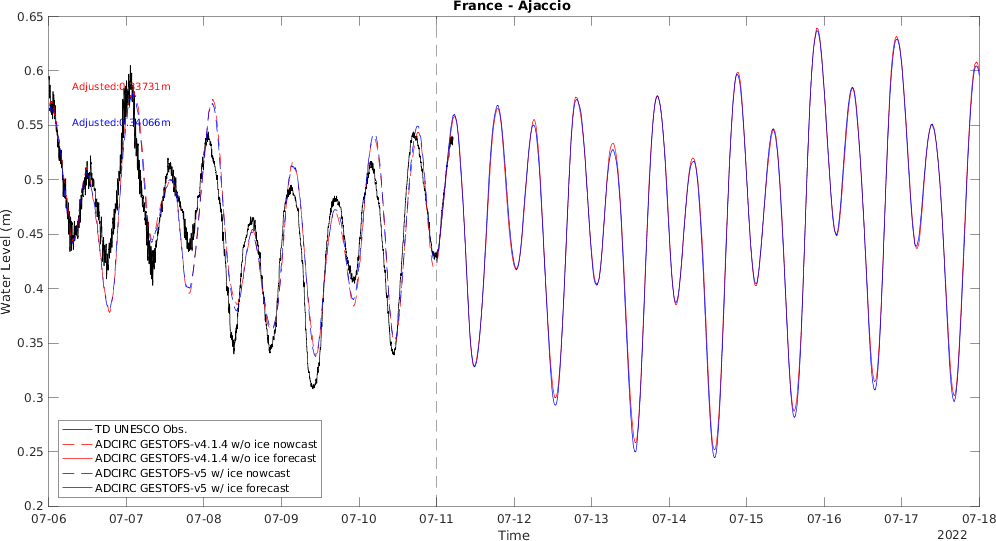 France - Ajaccio
Water Level (m)
0.65
0.6
0.55
0.5
0.45
0.4
0.35
0.3
0.25
0.2
Adjusted:0.33731m
Adjusted:0.34066m
TD UNESCO Obs.
ADCIRC GESTOFS-v4.1.4 w/o ice nowcast
ADCIRC GESTOFS-v4.1.4 w/o ice forecast
ADCIRC GESTOFS-v5 w/ ice nowcast
ADCIRC GESTOFS-v5 w/ ice forecast
07-06 07-07 07-08 07-09 07-10 07-11 07-12 07-13 07-14 07-15 07-16 07-17 07-18
Time
2022